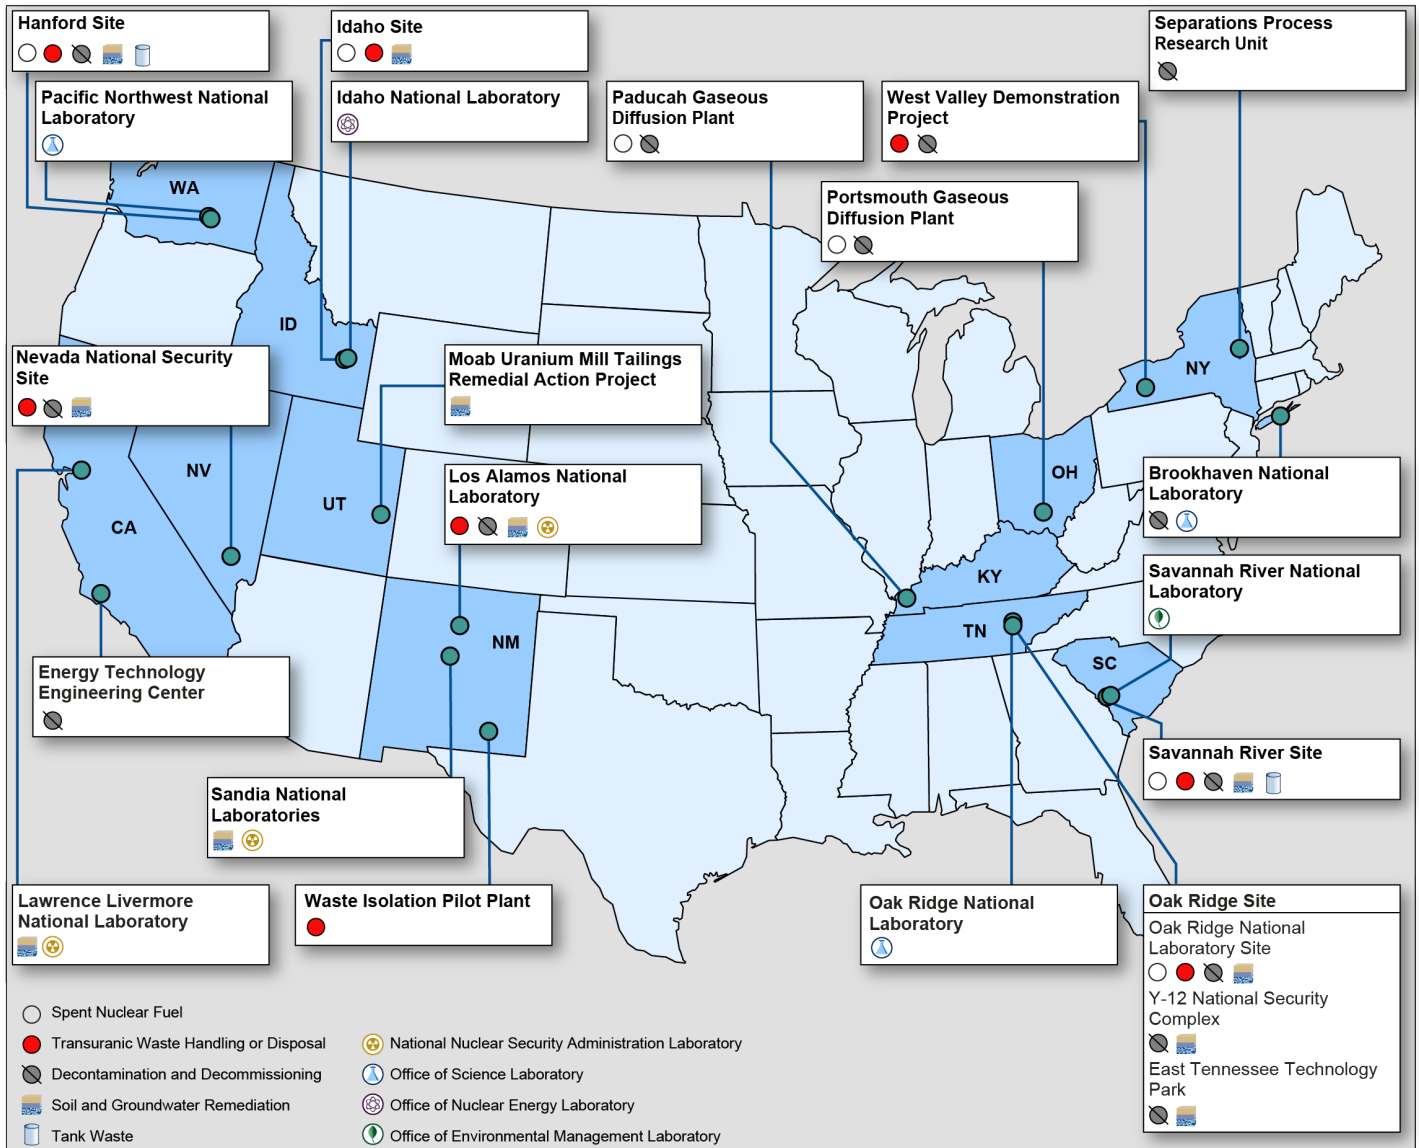 Hanford Site
Idaho Site
Separations Process
Research Unit
Pacific Northwest National
Laboratory
Idaho National Laboratory
Paducah Gaseous
Diffusion Plant
West Valley Demonstration
Project
Portsmouth Gaseous
Diffusion Plant
WA
ID
Nevada National Security
Site
Moab Uranium Mill Tailings
Remedial Action Project
NY
NV
UT
CA
Los Alamos National
Laboratory
OH
Brookhaven National
Laboratory
KY
Savannah River National
Laboratory
TN
NM
SC
Energy Technology
Engineering Center
Savannah River Site
Sandia National
Laboratories
Lawrence Livermore
National Laboratory
Waste Isolation Pilot Plant
Oak Ridge National
Laboratory
Oak Ridge Site
Oak Ridge National
Laboratory Site
Y-12 National Security
Complex
East Tennessee Technology
Park
Spent Nuclear Fuel
Transuranic Waste Handling or Disposal
Decontamination and Decommissioning
Soil and Groundwater Remediation
Tank Waste
National Nuclear Security Administration Laboratory
Office of Science Laboratory
Office of Nuclear Energy Laboratory
Office of Environmental Management Laboratory